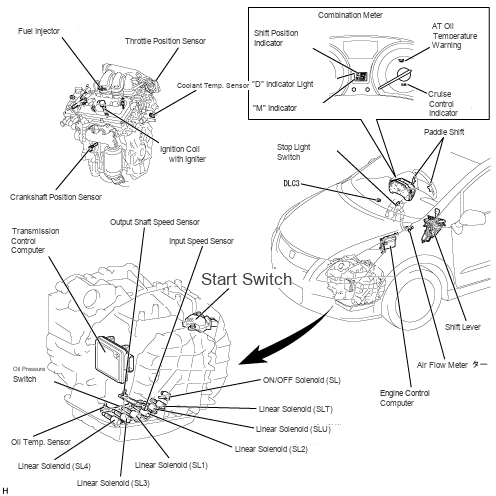 Combination Meter
Fuel Injector
Throttle Position Sensor
Shift Position
Indicator
AT Oil
Temperature
Warning
Coolant Temp. Sensor
"D" Indicator Light
"M" Indicator
Cruise
Control
Indicator
Ignition Coil
with Igniter
Stop Light
Switch
Paddle Shift
DLC3
Crankshaft Position Sensor
Output Shaft Speed Sensor
Transmission
Control
Computer
Input Speed Sensor
Start Switch
Shift Lever
Air Flow Meter ター
Oil Pressure
Switch
ON/OFF Solenoid (SL)
Engine Control
Computer
Linear Solenoid (SLT)
Linear Solenoid (SLU)
Oil Temp. Sensor
Linear Solenoid (SL2)
Linear Solenoid (SL4)
Linear Solenoid (SL1)
Linear Solenoid (SL3)
H